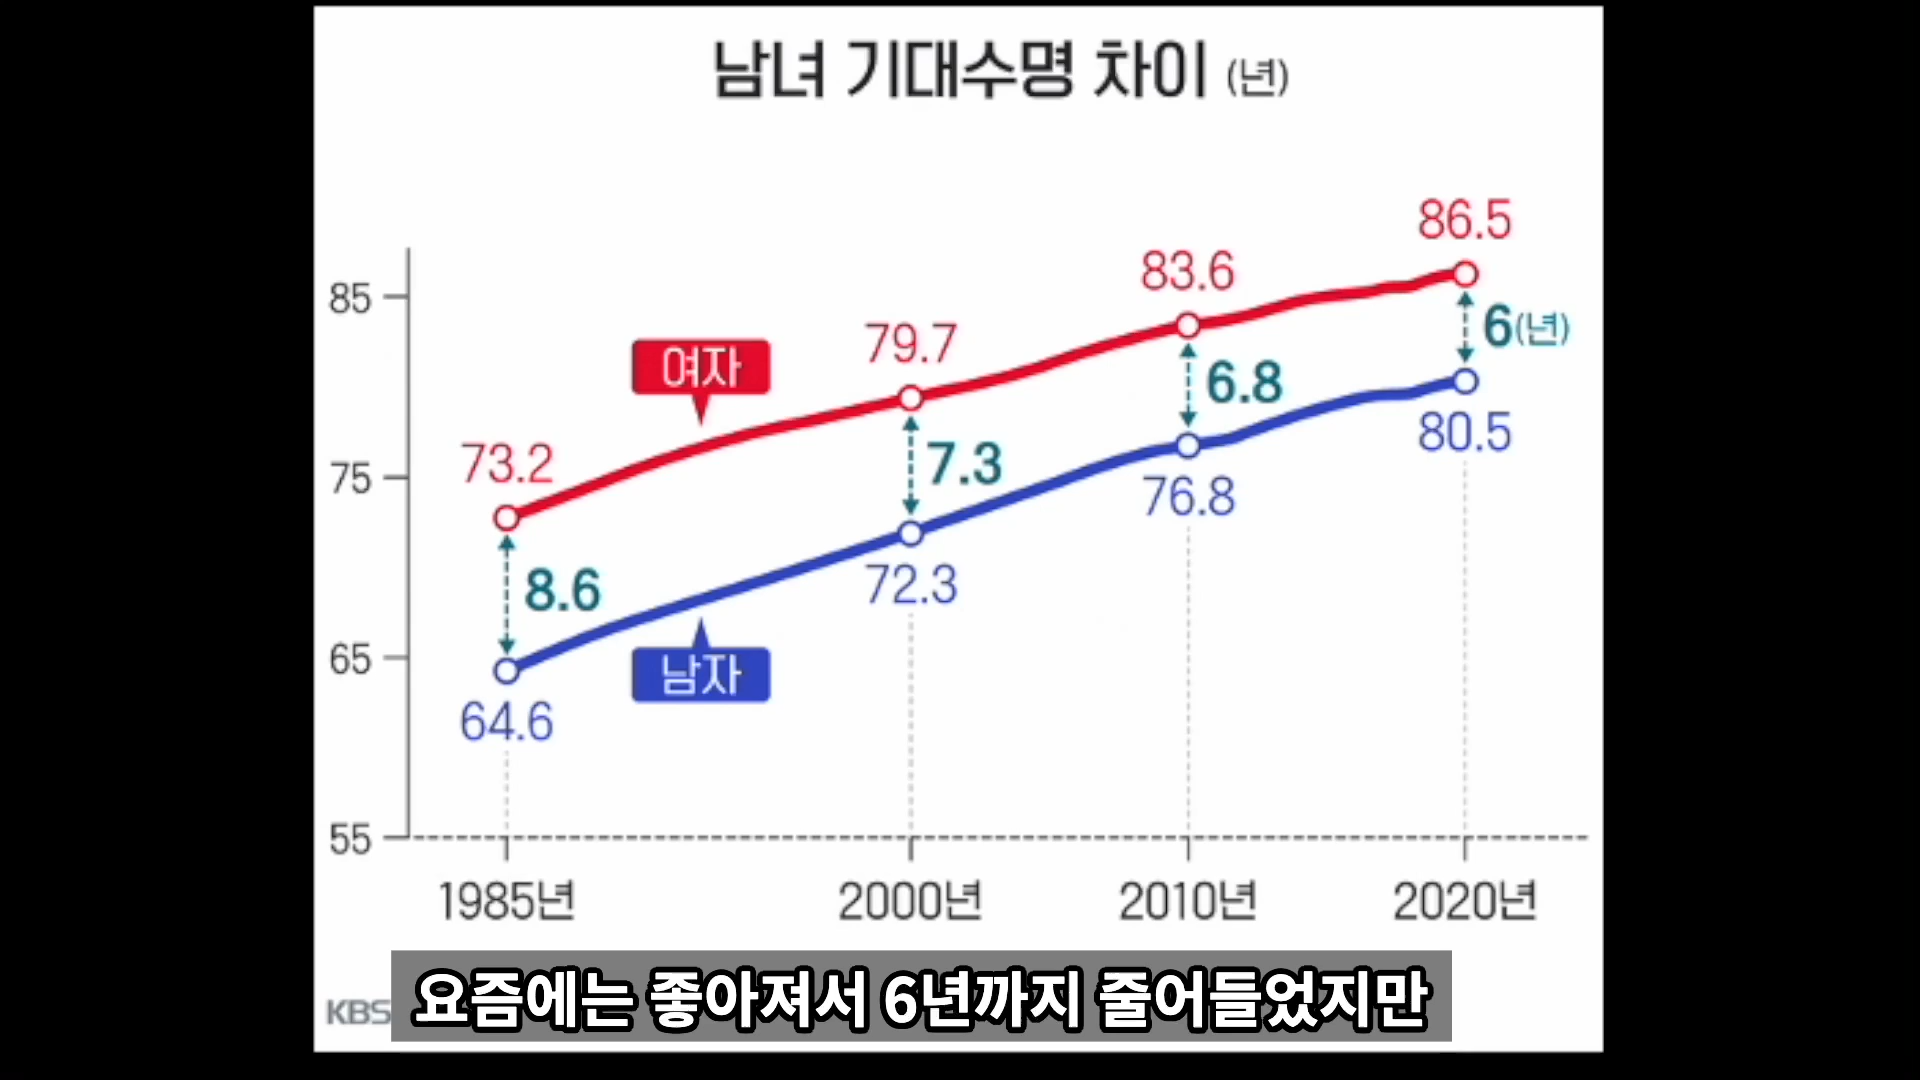 남녀 기대수명 차이 (년)
86.5
83.6
85
6(년)
79.7
여자
6.8
80.5
73.2
7.3
75
76.8
8.6
72.3
65
남자
64.6
55
1985년 2000년 2010년 2020년
KBS
요즘에는 좋아져서 6년까지 줄어들었지만